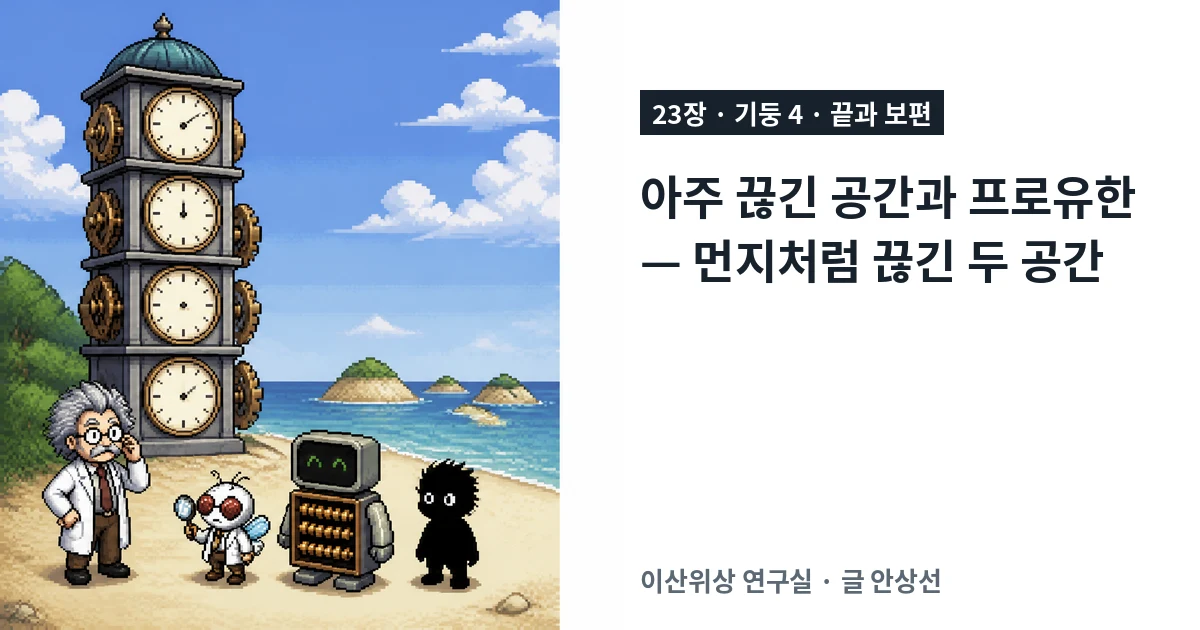 23장 · 기둥 4 · 끝과 보편
아주 끊긴 공간과 프로유한
— 먼지처럼 끊긴 두 공간
이산위상 연구실 · 글 안상선